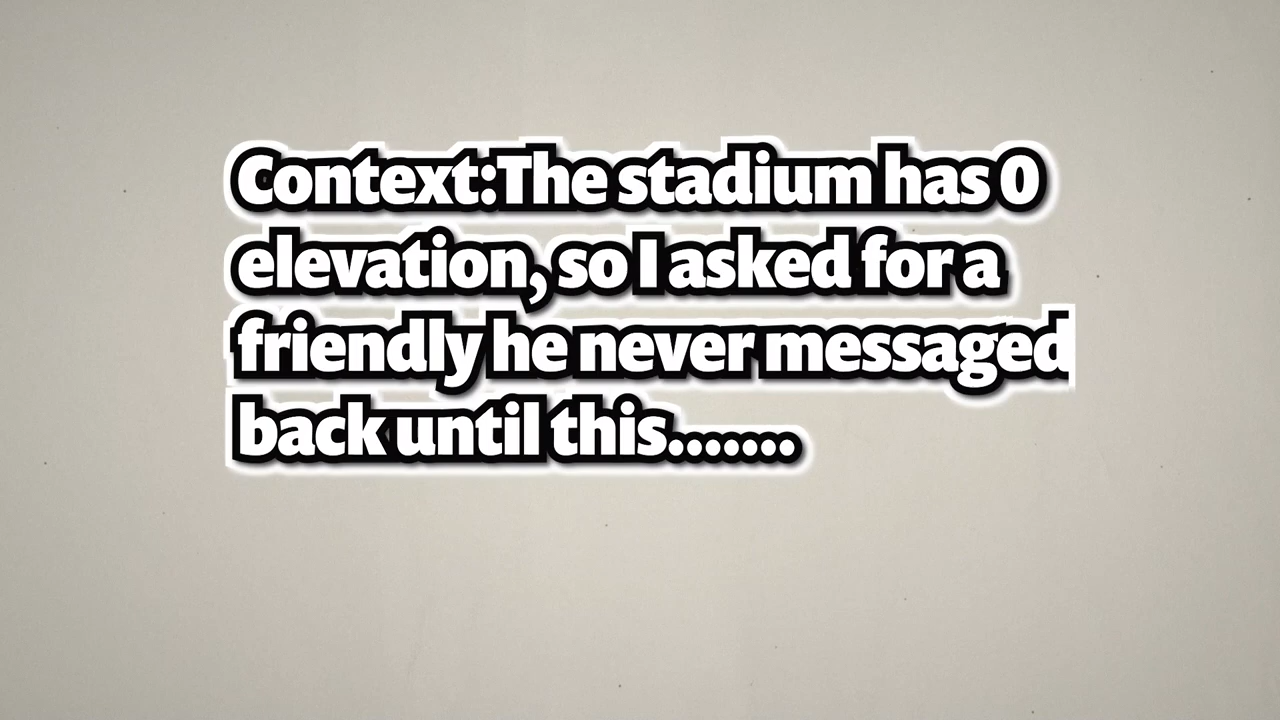 Context:The stadium has 0
elevation, so I asked for a
friendly he never messaged
back until this.......